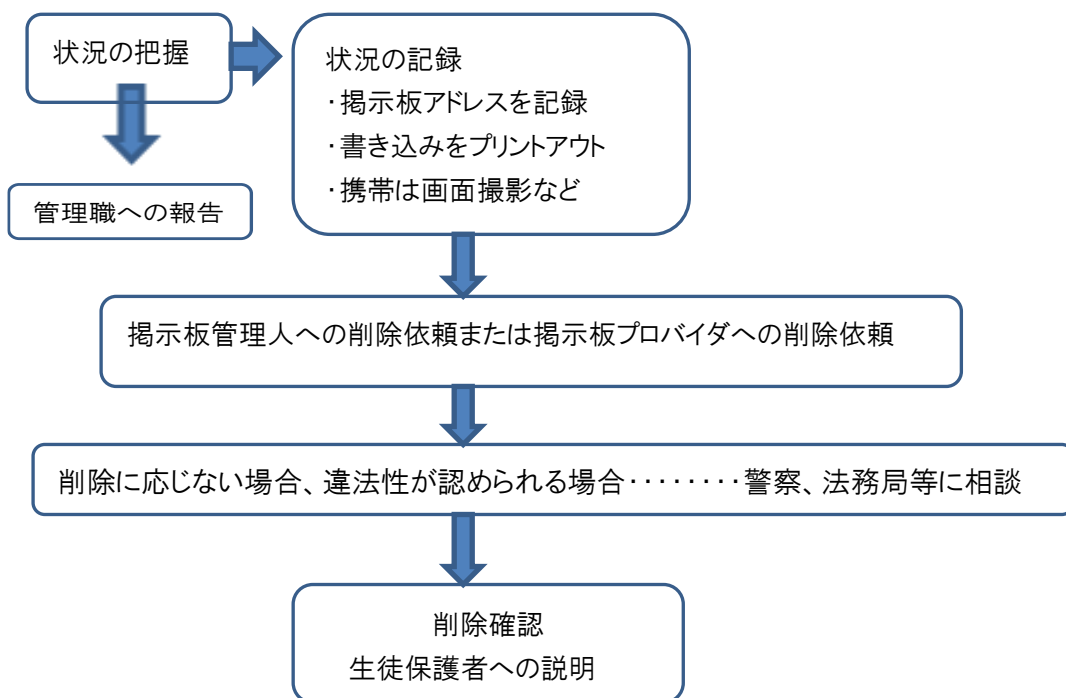 状況の把握
状況の記録
・掲示板アドレスを記録
・書き込みをプリントアウト
・携帯は画面撮影など
管理職への報告
掲示板管理人への削除依頼または掲示板プロバイダへの削除依頼
削除に応じない場合、違法性が認められる場合・・・・・・・・警察、法務局等に相談
削除確認
生徒保護者への説明